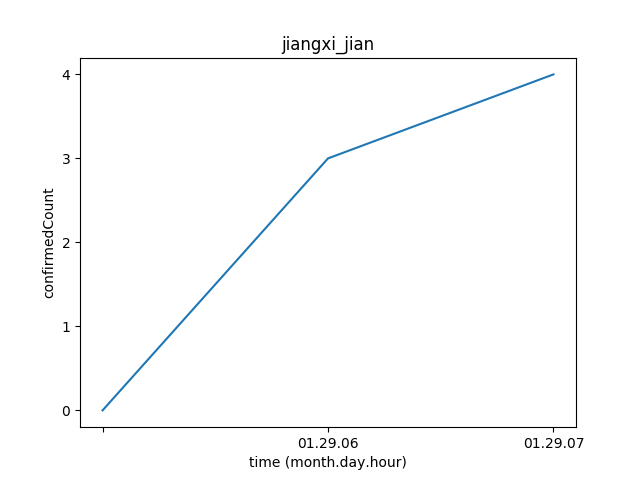 jiangxi_jian
4
3
2
1
0
confirmedCount
01.29.06
01.29.07
time (month.day.hour)